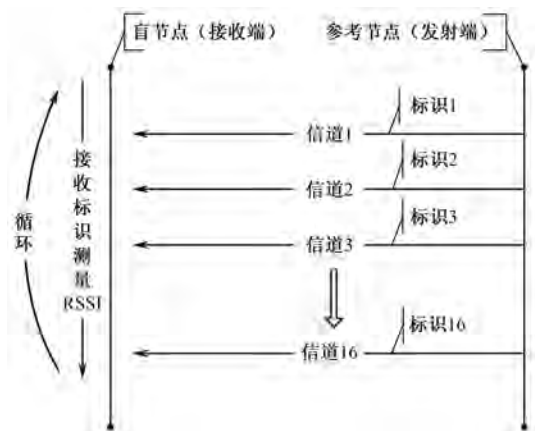 盲节点（接收端）
参考节点（发射端）
标识1
信道1
标识2
信道2
标识3
信道3
标识16
信道16
接收标识测量RSSI
循环